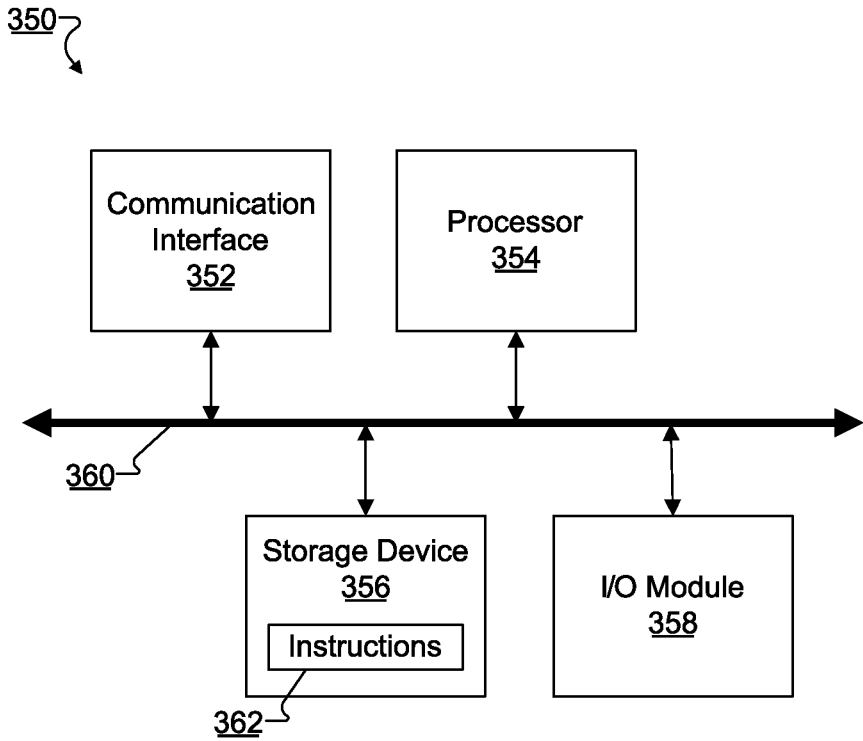 350
Communication
Interface
352
Processor
354
360
Storage Device
356
Instructions
362
I/O Module
358